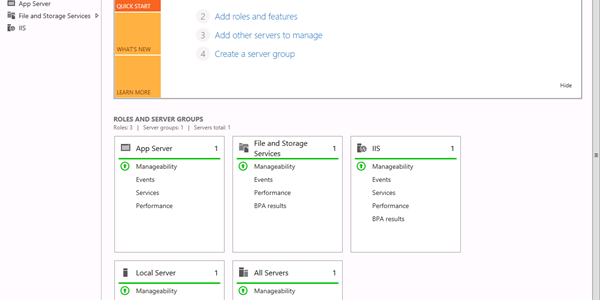 App Server
File and Storage Services
IIS
QUICK START
WHAT'S NEW
LEARN MORE
2 Add roles and features
3 Add other servers to manage
4 Create a server group
Hide
ROLES AND SERVER GROUPS
Roles: 3 | Server groups: 1 | Servers total: 1
App Server 1
Manageability
Events
Services
Performance
File and Storage Services 1
Manageability
Events
Performance
BPA results
IIS 1
Manageability
Events
Services
Performance
BPA results
Local Server 1
Manageability
All Servers 1
Manageability